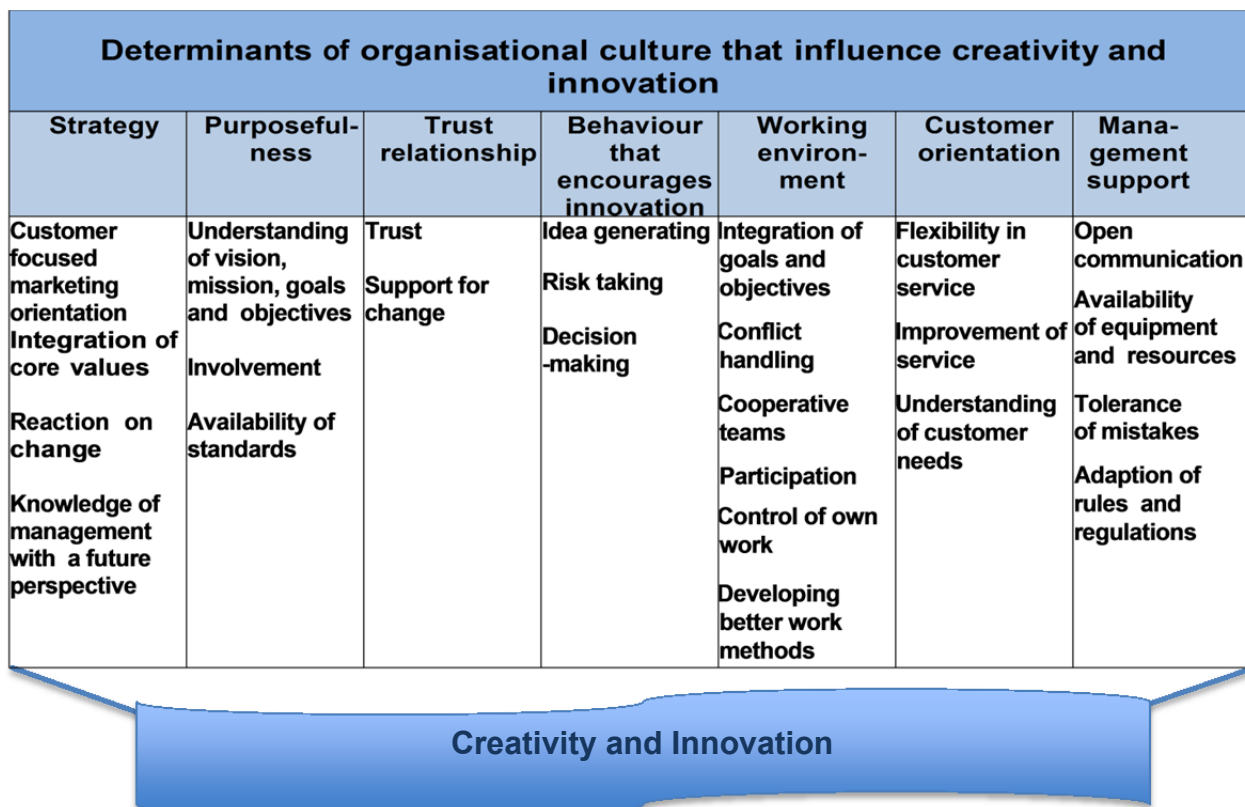 Determinants of organisational culture that influence creativity and
innovation
Strategy
Purposeful-
ness
Trust
relationship
Behaviour
that
encourages
innovation
Working
environ-
ment
Customer
orientation
Mana-
gement
support
Customer
focused
marketing
orientation
Integration of
core values
Reaction on
change
Knowledge of
management
with a future
perspective
Understanding
of vision,
mission, goals
and objectives
Involvement
Availability of
standards
Trust
Support for
change
Idea generating
Risk taking
Decision
-making
Integration of
goals and
objectives
Conflict
handling
Cooperative
teams
Participation
Control of own
work
Developing
better work
methods
Flexibility in
customer
service
Improvement of
service
Understanding
of customer
needs
Open
communication
Availability
of equipment
and resources
Tolerance
of mistakes
Adaption of
rules and
regulations
Creativity and Innovation